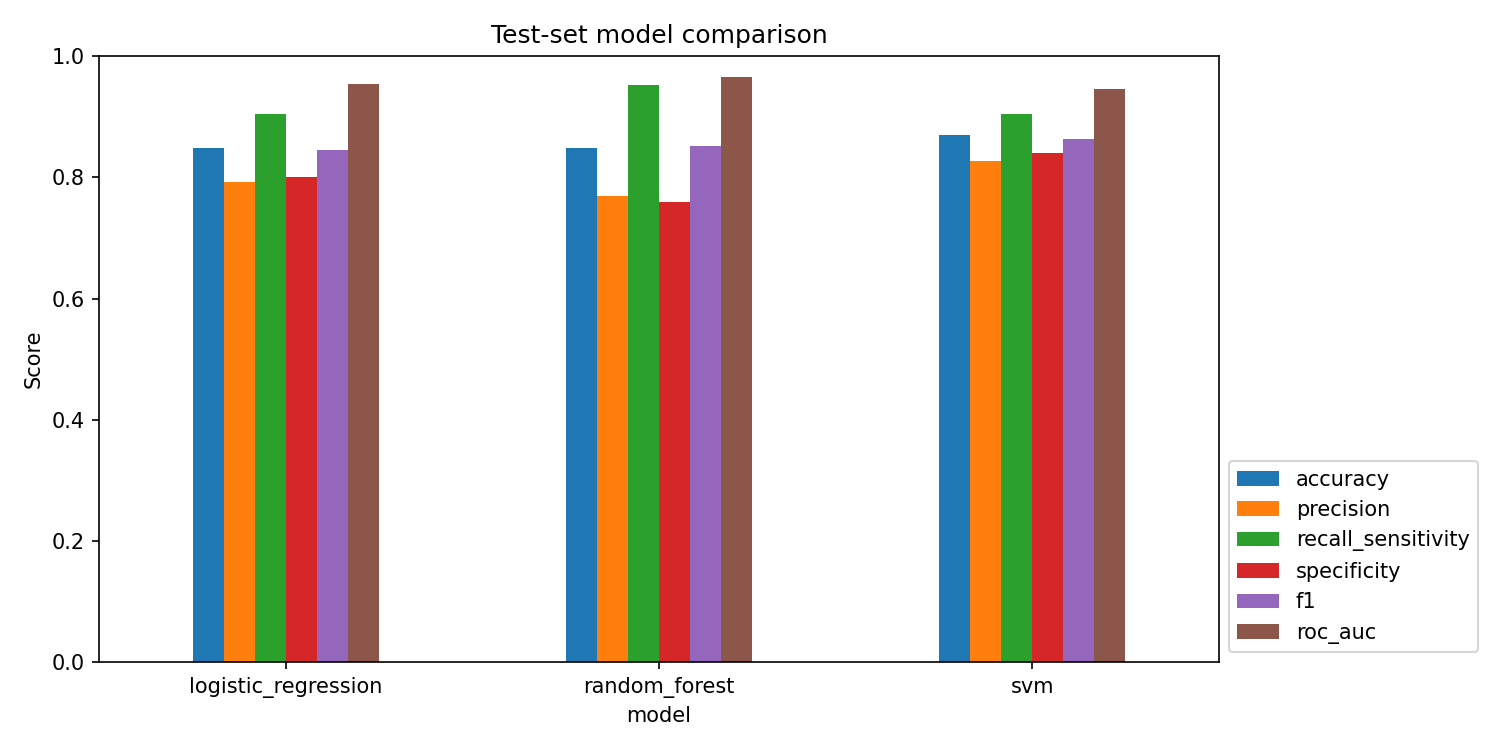 Test-set model comparison
1.0
0.8
0.6
0.4
0.2
0.0
Score
logistic_regression
random_forest
svm
model
accuracy
precision
recall_sensitivity
specificity
f1
roc_auc